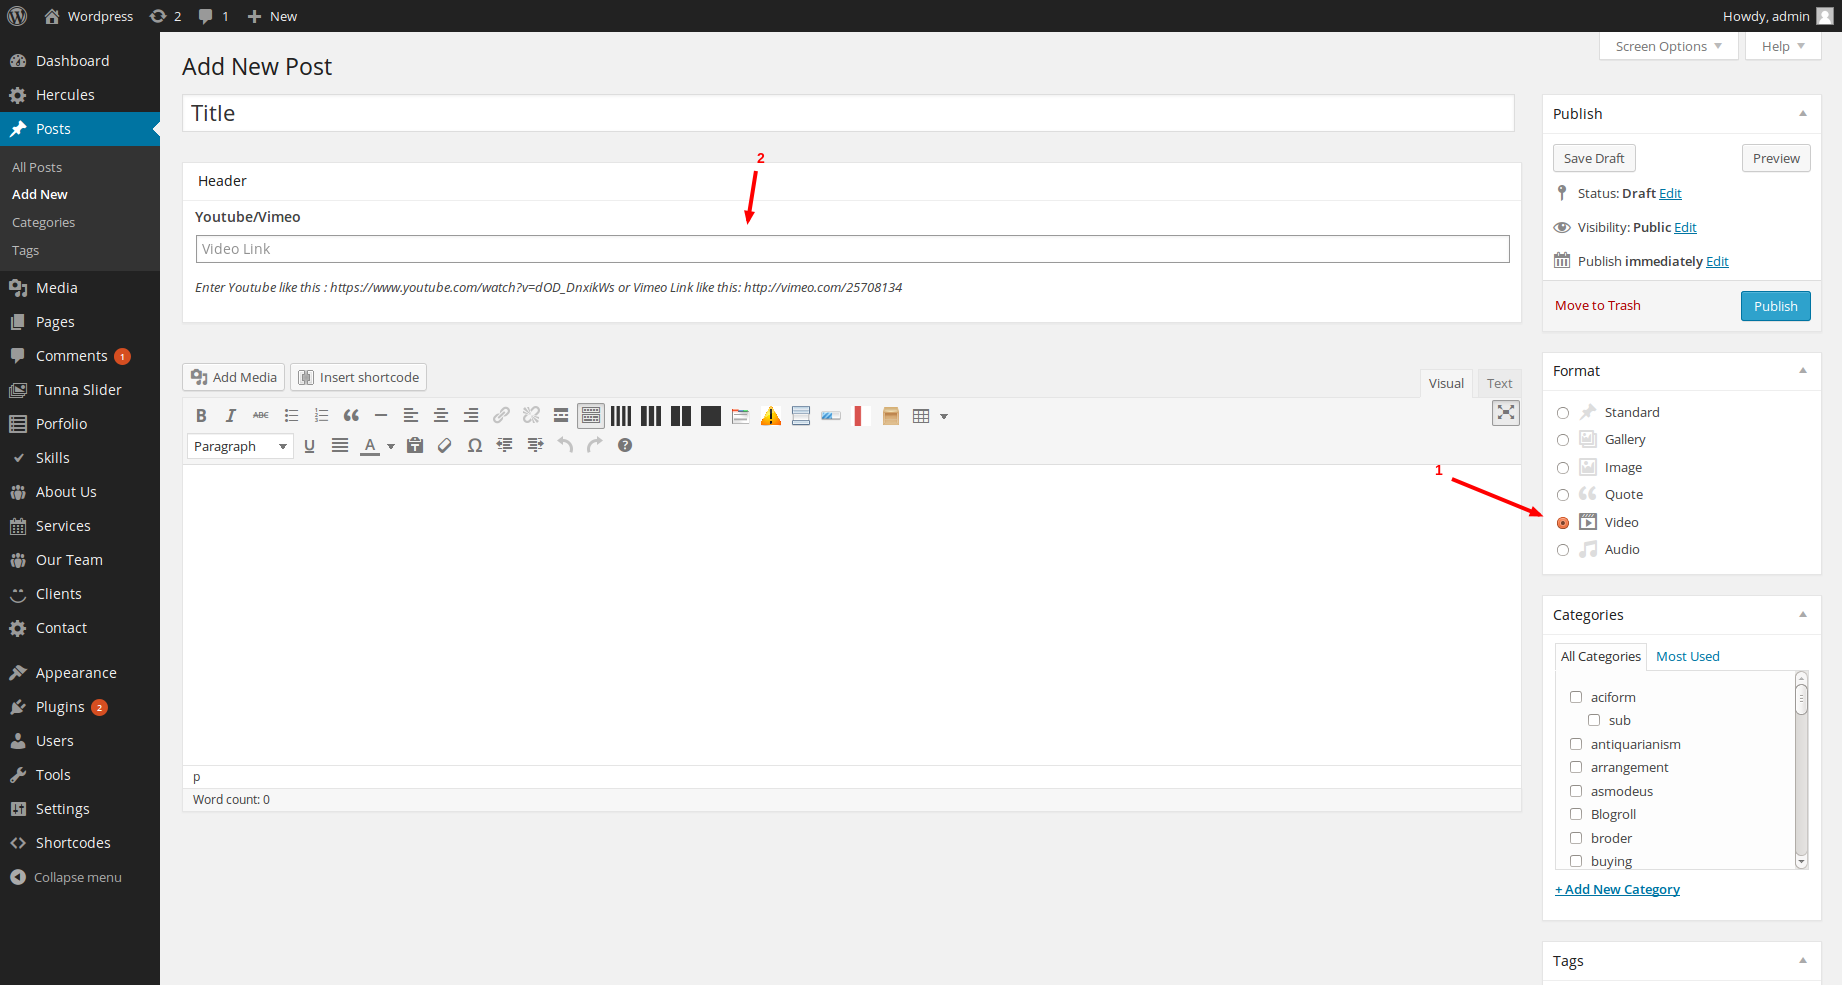 Wordpress 2 1 New Howdy, admin
Dashboard
Hercules
Posts
All Posts
Add New
Categories
Tags
Media
Pages
Comments 1
Tunna Slider
Porfolio
Skills
About Us
Services
Our Team
Clients
Contact
Appearance
Plugins 2
Users
Tools
Settings
Shortcodes
Collapse menu
Screen Options Help
Add New Post
Title
2
Header
Youtube/Vimeo
Video Link
Enter Youtube like this : https://www.youtube.com/watch?v=dOD_DnxikWs or Vimeo Link like this: http://vimeo.com/25708134
Add Media Insert shortcode
Visual Text
B I ABC
Paragraph U A Ω ?
p
Word count: 0
1
Publish
Save Draft Preview
Status: Draft Edit
Visibility: Public Edit
Publish immediately Edit
Move to Trash Publish
Format
Standard
Gallery
Image
Quote
Video
Audio
Categories
All Categories Most Used
aciform
sub
antiquarianism
arrangement
asmodeus
Blogroll
broder
buying
+ Add New Category
Tags